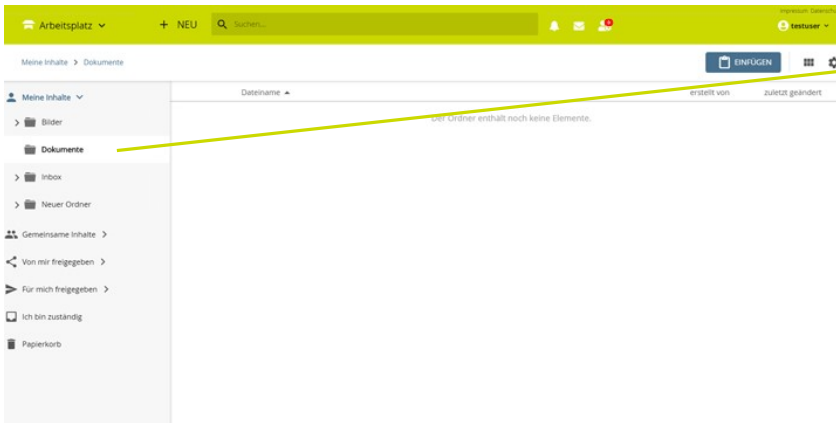 Impressum Datenschu
Arbeitsplatz
+ NEU
Suchen...
testuser
Meine Inhalte > Dokumente
EINFÜGEN
Meine Inhalte
Dateiname
erstellt von
zuletzt geändert
Bilder
Der Ordner enthält noch keine Elemente.
Dokumente
Inbox
Neuer Ordner
Gemeinsame Inhalte >
Von mir freigegeben >
Für mich freigegeben >
Ich bin zuständig
Papierkorb